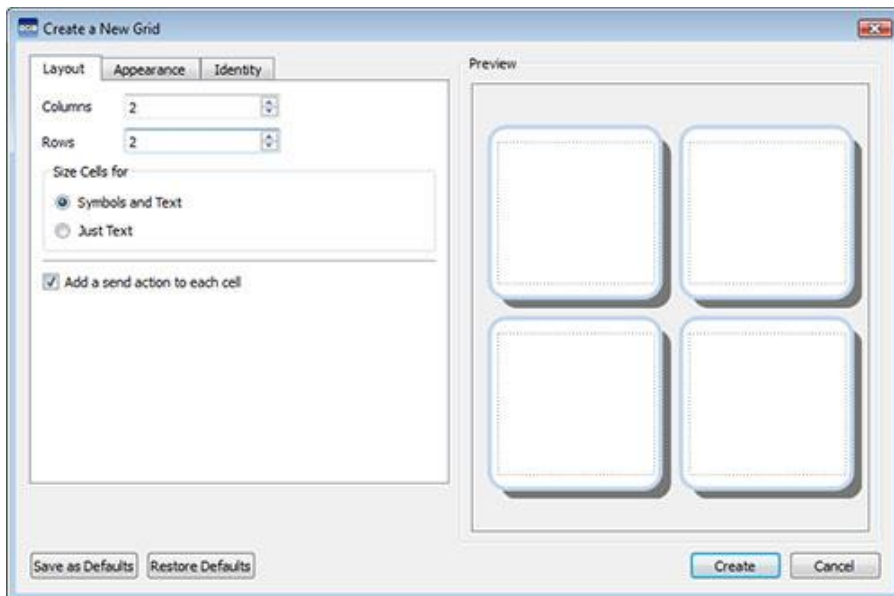 Create a New Grid
Layout Appearance Identity
Preview
Columns 2
Rows 2
Size Cells for
Symbols and Text
Just Text
Add a send action to each cell
Save as Defaults Restore Defaults Create Cancel